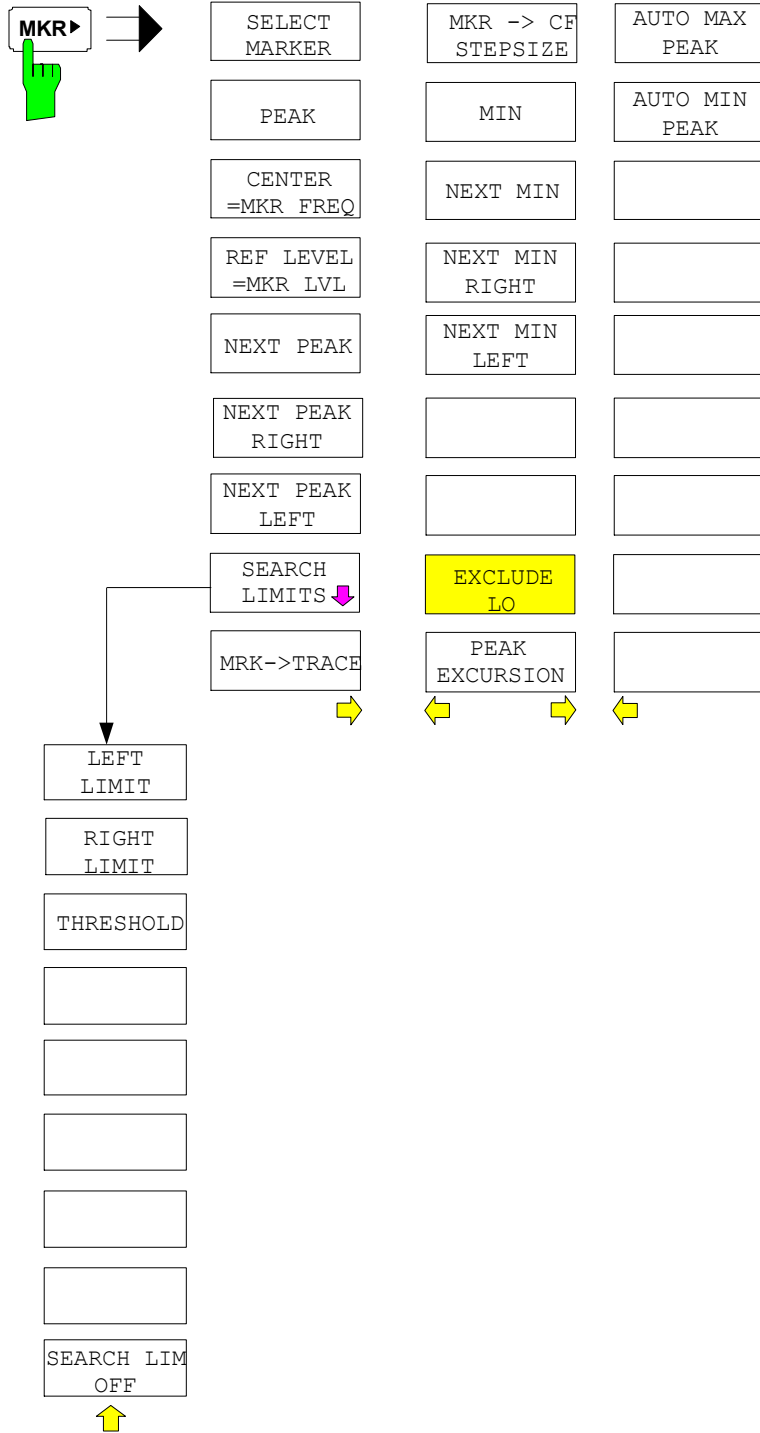 MKR
SELECT
MARKER
PEAK
CENTER
=MKR FREQ
REF LEVEL
=MKR LVL
NEXT PEAK
NEXT PEAK
RIGHT
NEXT PEAK
LEFT
SEARCH
LIMITS
MRK->TRACE
MKR -> CF
STEPSIZE
MIN
NEXT MIN
NEXT MIN
RIGHT
NEXT MIN
LEFT
EXCLUDE
LO
PEAK
EXCURSION
AUTO MAX
PEAK
AUTO MIN
PEAK
LEFT
LIMIT
RIGHT
LIMIT
THRESHOLD
SEARCH LIM
OFF